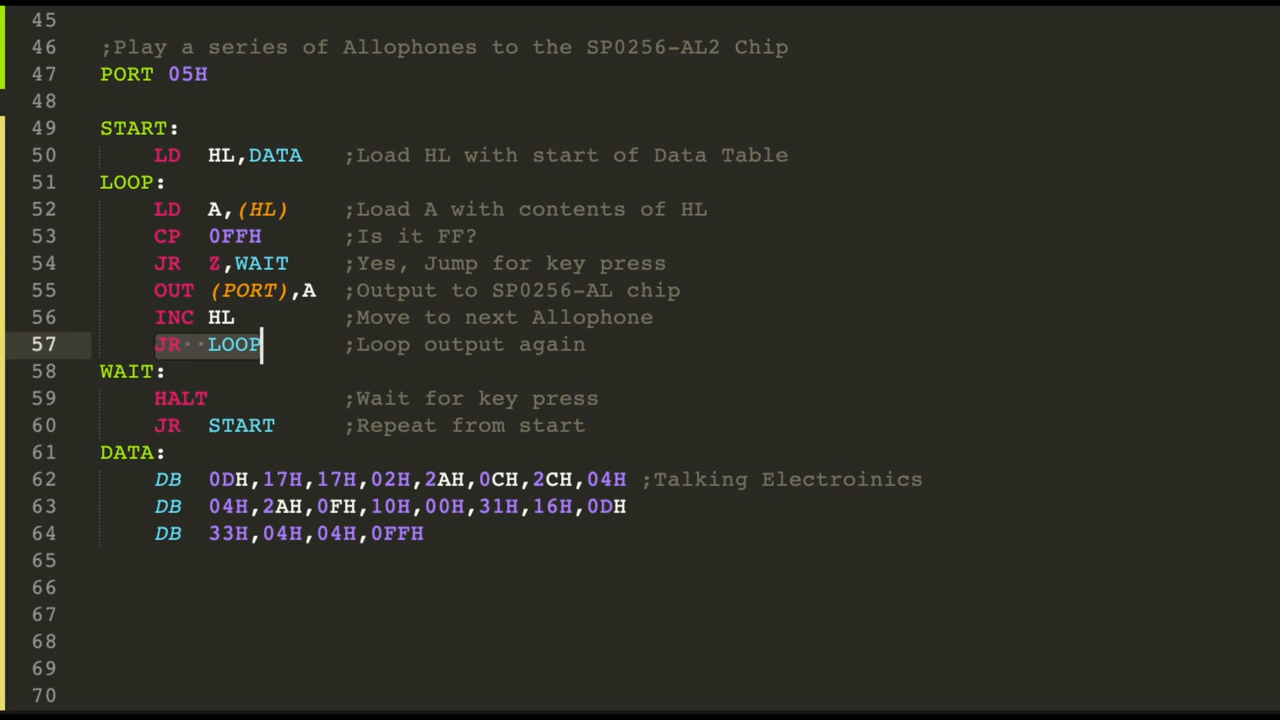 45
46 ;Play a series of Allophones to the SP0256-AL2 Chip
47 PORT 05H
48
49 START:
50 LD HL,DATA ;Load HL with start of Data Table
51 LOOP:
52 LD A,(HL) ;Load A with contents of HL
53 CP 0FFH ;Is it FF?
54 JR Z,WAIT ;Yes, Jump for key press
55 OUT (PORT),A ;Output to SP0256-AL chip
56 INC HL ;Move to next Allophone
57 JR··LOOP ;Loop output again
58 WAIT:
59 HALT ;Wait for key press
60 JR START ;Repeat from start
61 DATA:
62 DB 0DH,17H,17H,02H,2AH,0CH,2CH,04H ;Talking Electroinics
63 DB 04H,2AH,0FH,10H,00H,31H,16H,0DH
64 DB 33H,04H,04H,0FFH
65
66
67
68
69
70